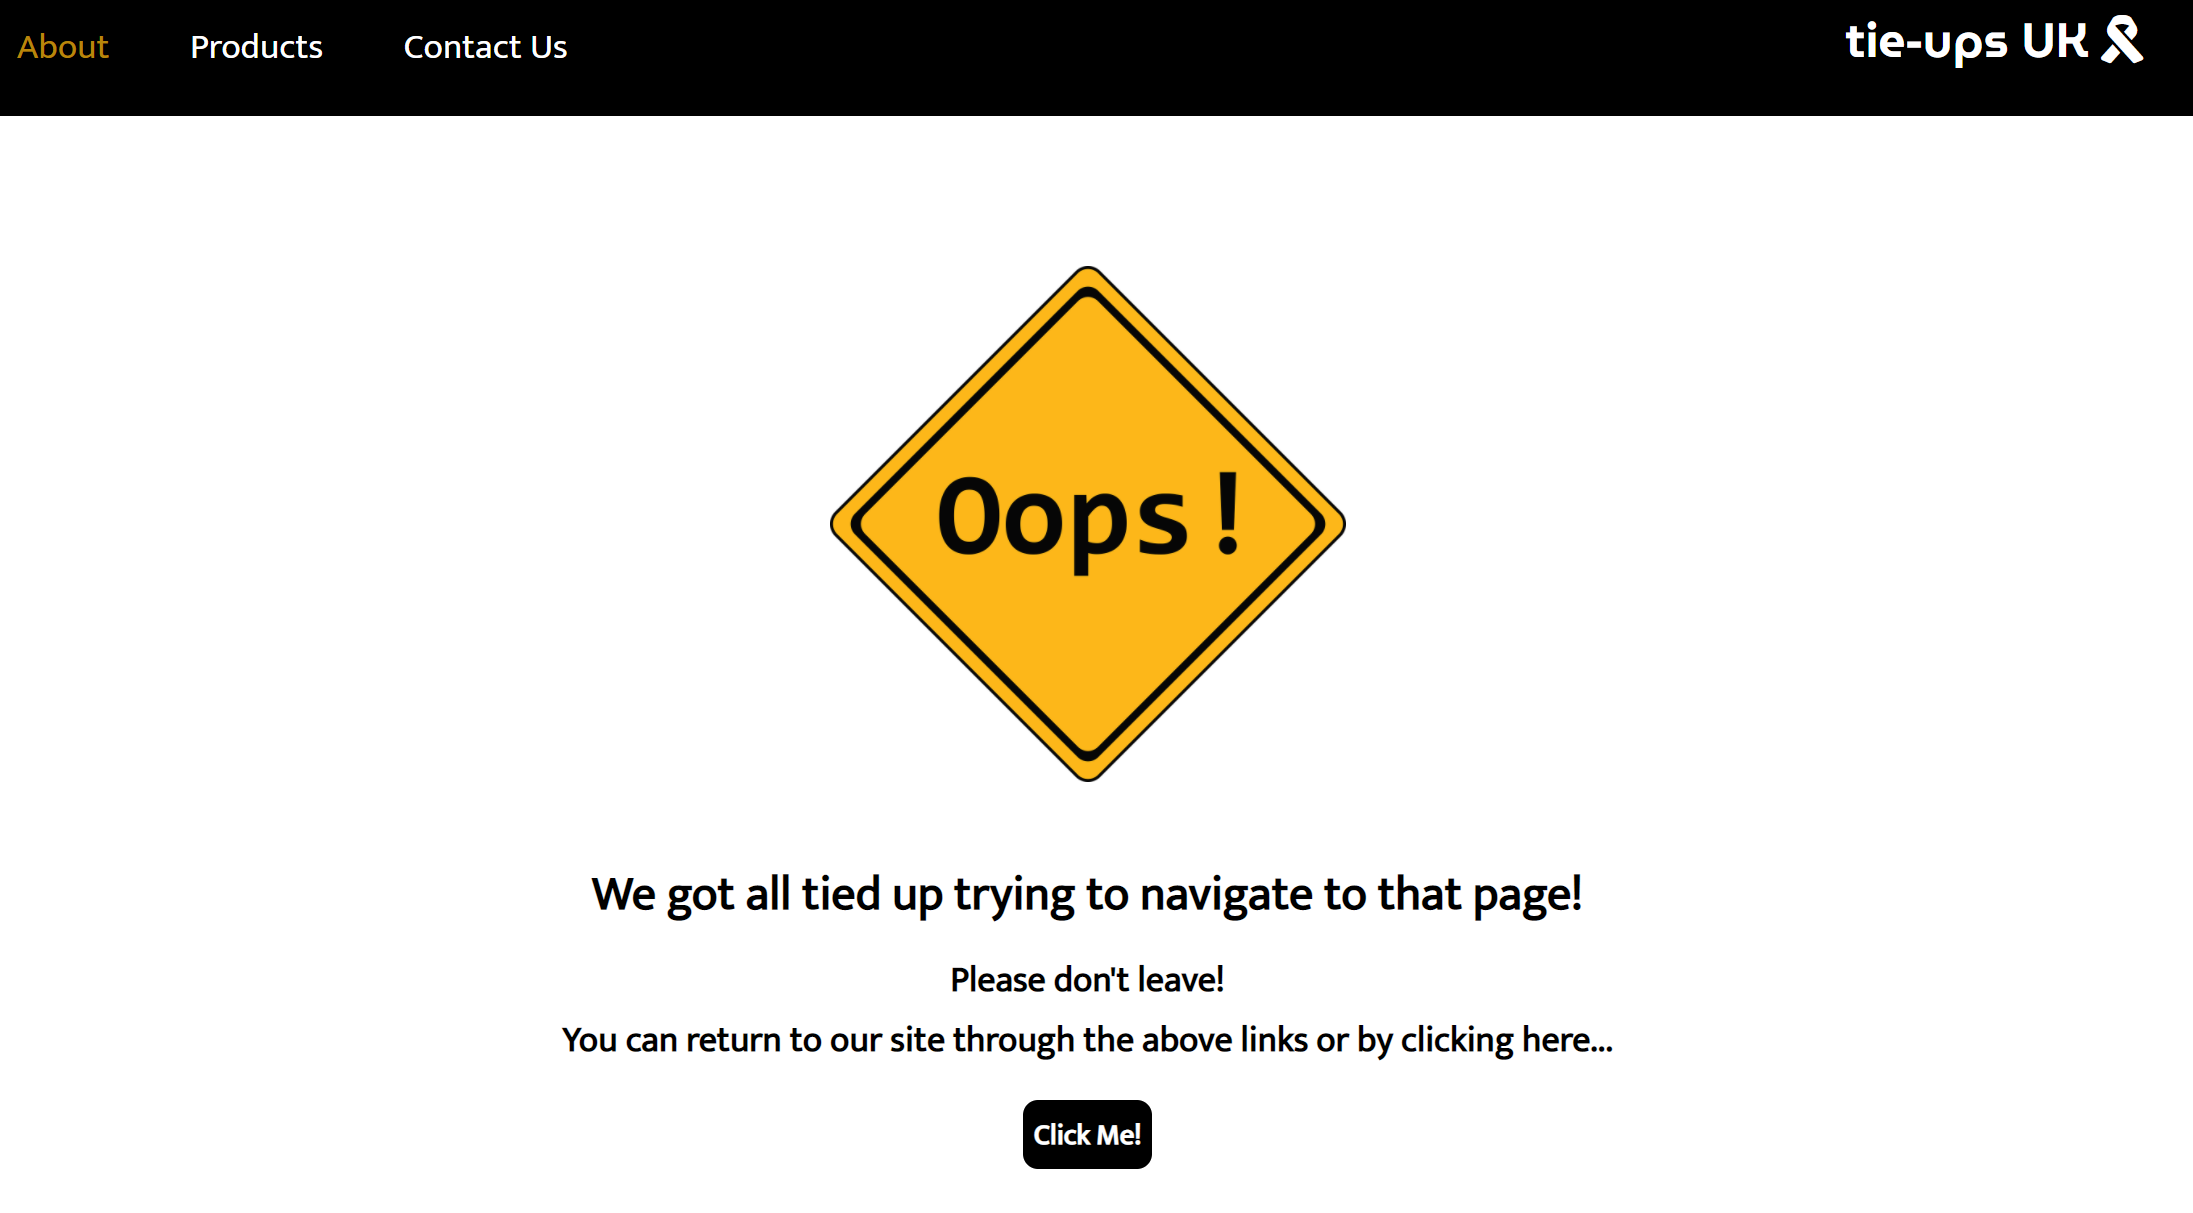 About Products Contact Us tie-ups UK
Oops!
We got all tied up trying to navigate to that page!
Please don't leave!
You can return to our site through the above links or by clicking here...
Click Me!